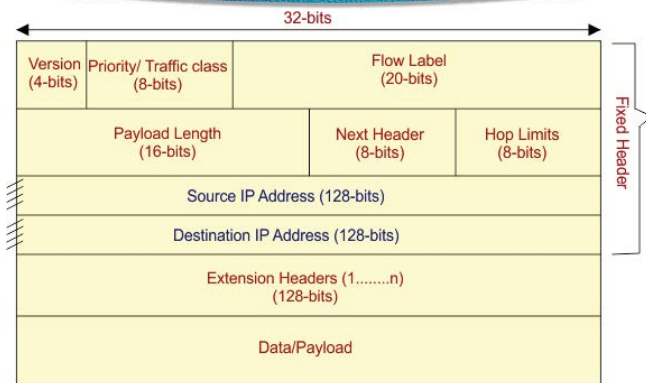 32-bits
Version
(4-bits)
Priority/ Traffic class
(8-bits)
Flow Label
(20-bits)
Payload Length
(16-bits)
Next Header
(8-bits)
Hop Limits
(8-bits)
Fixed Header
Source IP Address (128-bits)
Destination IP Address (128-bits)
Extension Headers (1........n)
(128-bits)
Data/Payload